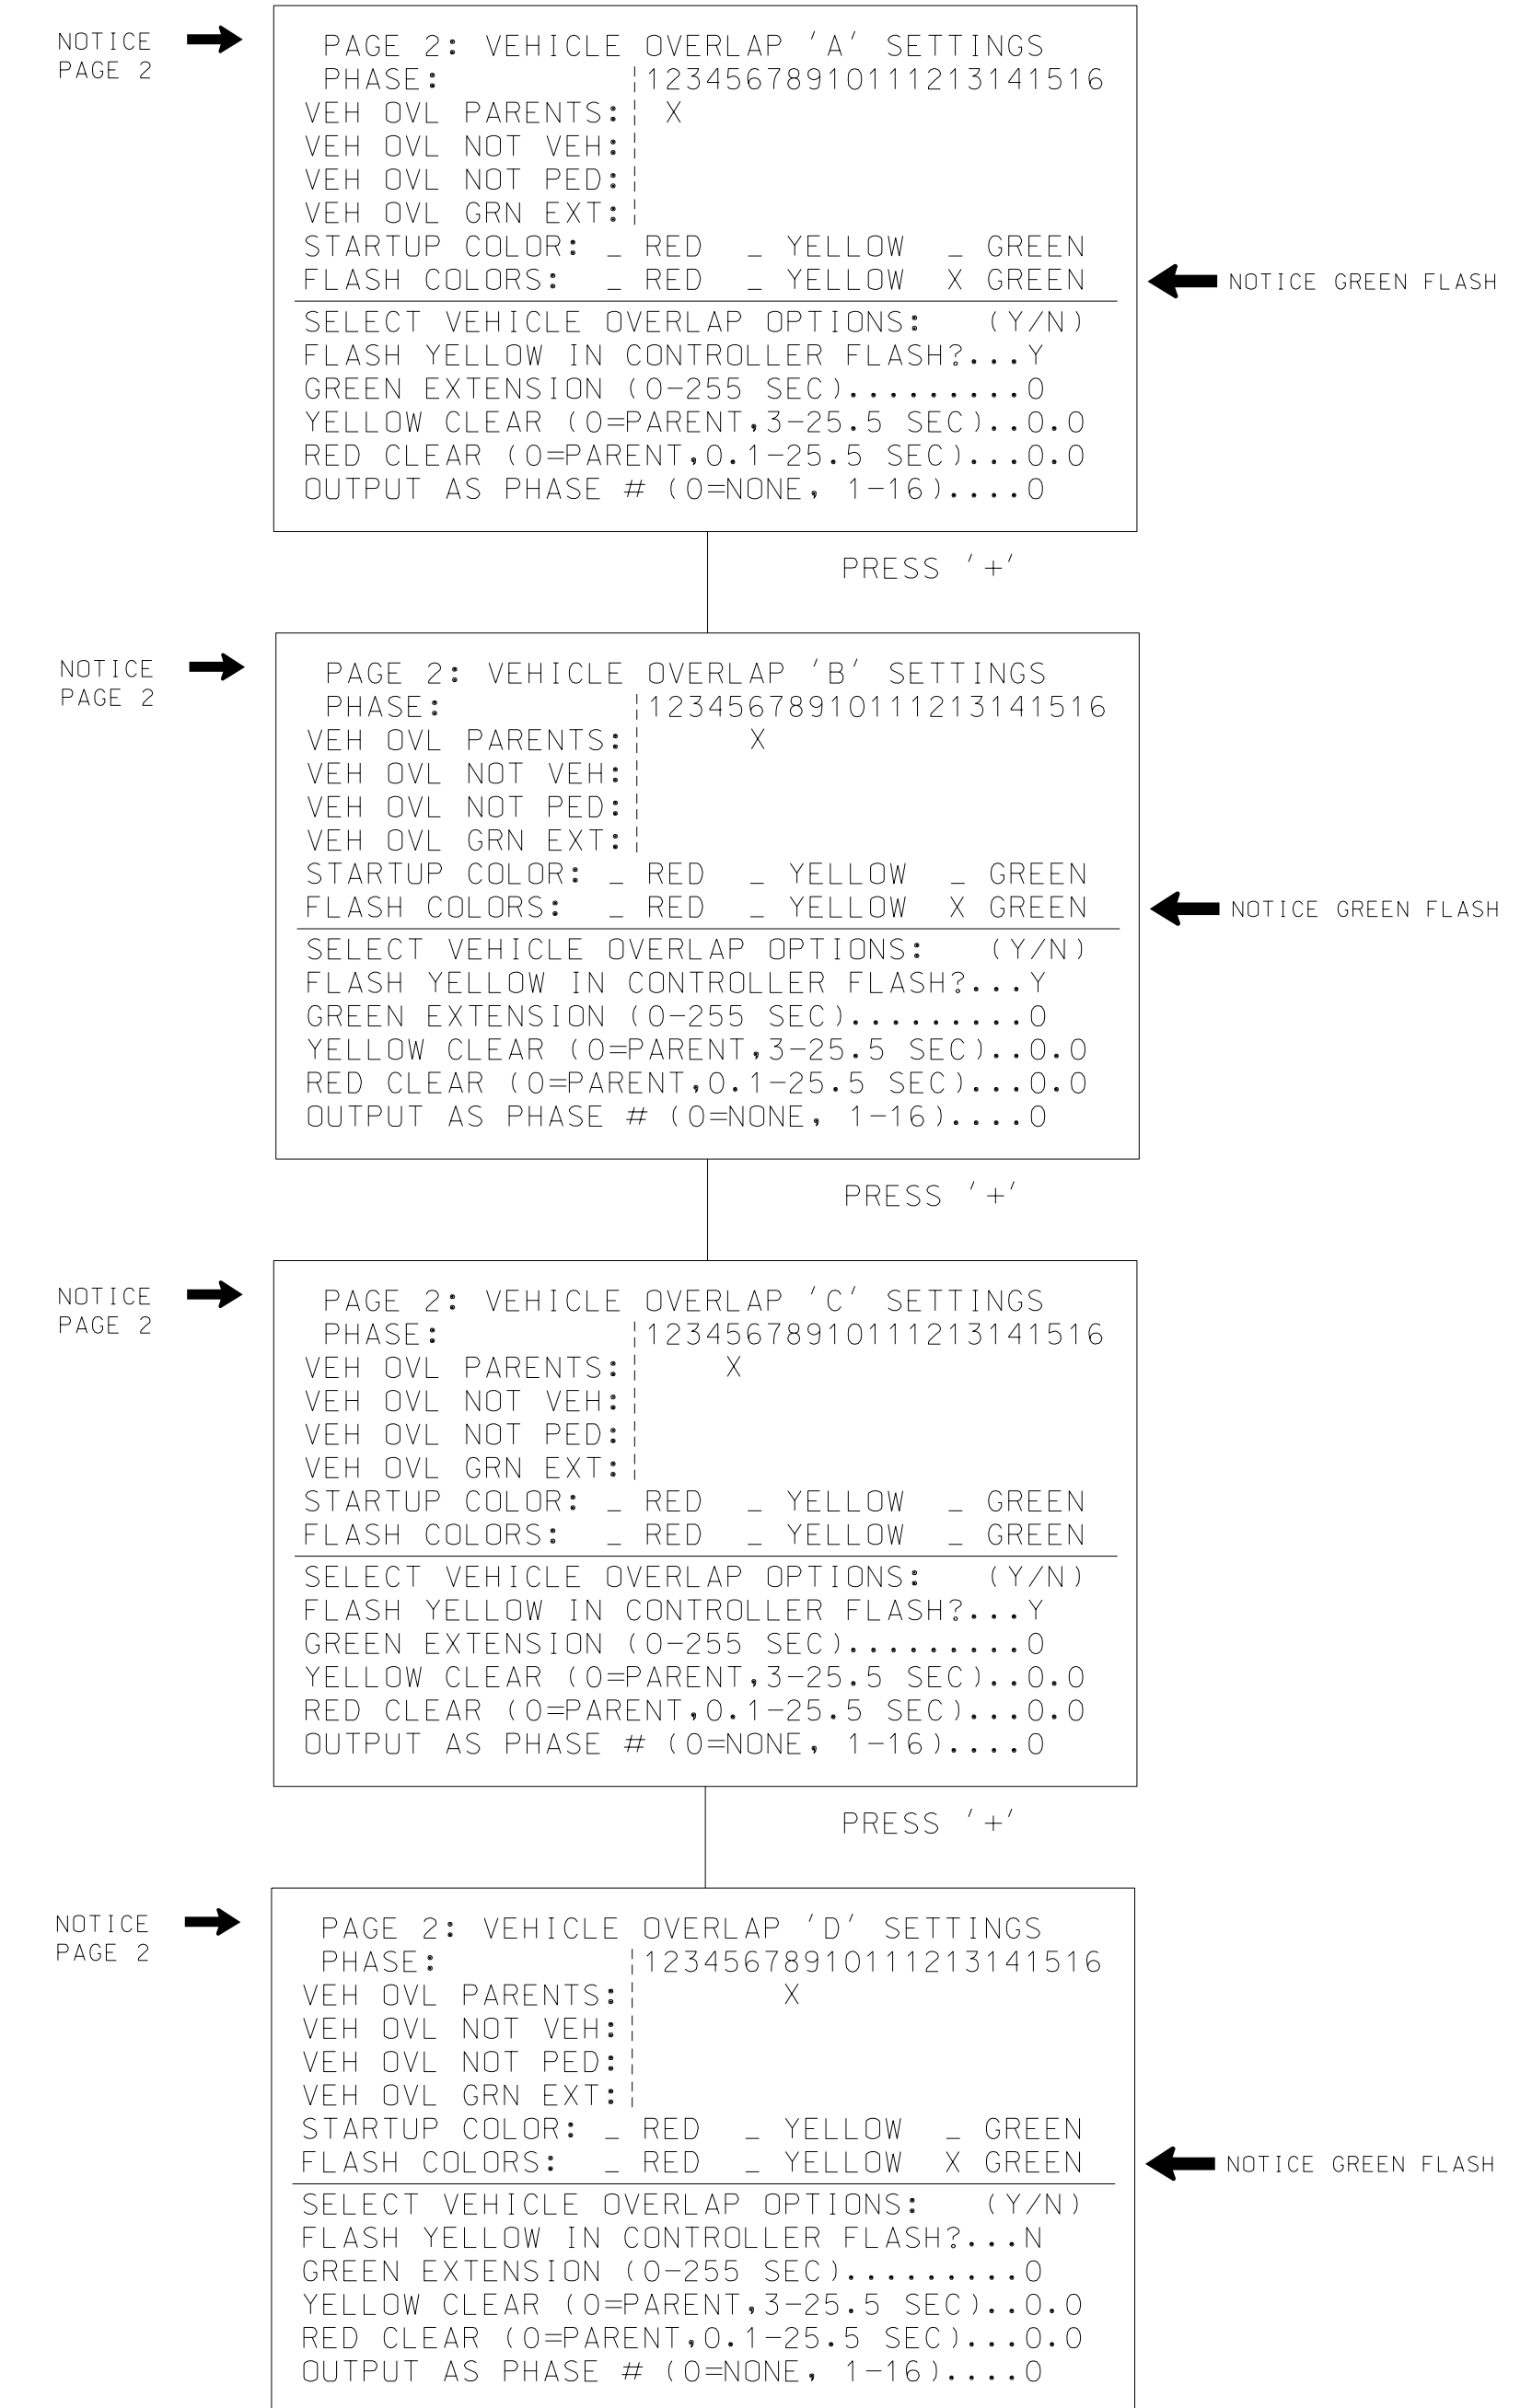 NOTICE
PAGE 2
PAGE 2: VEHICLE OVERLAP 'A' SETTINGS
PHASE: |12345678910111213141516
VEH OVL PARENTS:| X
VEH OVL NOT VEH:|
VEH OVL NOT PED:|
VEH OVL GRN EXT:|
STARTUP COLOR: _ RED _ YELLOW _ GREEN
FLASH COLORS: _ RED _ YELLOW X GREEN
NOTICE GREEN FLASH
SELECT VEHICLE OVERLAP OPTIONS: (Y/N)
FLASH YELLOW IN CONTROLLER FLASH?...Y
GREEN EXTENSION (0-255 SEC).........0
YELLOW CLEAR (0=PARENT,3-25.5 SEC)..0.0
RED CLEAR (0=PARENT,0.1-25.5 SEC)...0.0
OUTPUT AS PHASE # (0=NONE, 1-16)....0
PRESS '+'
NOTICE
PAGE 2
PAGE 2: VEHICLE OVERLAP 'B' SETTINGS
PHASE: |12345678910111213141516
VEH OVL PARENTS:| X
VEH OVL NOT VEH:|
VEH OVL NOT PED:|
VEH OVL GRN EXT:|
STARTUP COLOR: _ RED _ YELLOW _ GREEN
FLASH COLORS: _ RED _ YELLOW X GREEN
NOTICE GREEN FLASH
SELECT VEHICLE OVERLAP OPTIONS: (Y/N)
FLASH YELLOW IN CONTROLLER FLASH?...Y
GREEN EXTENSION (0-255 SEC).........0
YELLOW CLEAR (0=PARENT,3-25.5 SEC)..0.0
RED CLEAR (0=PARENT,0.1-25.5 SEC)...0.0
OUTPUT AS PHASE # (0=NONE, 1-16)....0
PRESS '+'
NOTICE
PAGE 2
PAGE 2: VEHICLE OVERLAP 'C' SETTINGS
PHASE: |12345678910111213141516
VEH OVL PARENTS:| X
VEH OVL NOT VEH:|
VEH OVL NOT PED:|
VEH OVL GRN EXT:|
STARTUP COLOR: _ RED _ YELLOW _ GREEN
FLASH COLORS: _ RED _ YELLOW _ GREEN
SELECT VEHICLE OVERLAP OPTIONS: (Y/N)
FLASH YELLOW IN CONTROLLER FLASH?...Y
GREEN EXTENSION (0-255 SEC).........0
YELLOW CLEAR (0=PARENT,3-25.5 SEC)..0.0
RED CLEAR (0=PARENT,0.1-25.5 SEC)...0.0
OUTPUT AS PHASE # (0=NONE, 1-16)....0
PRESS '+'
NOTICE
PAGE 2
PAGE 2: VEHICLE OVERLAP 'D' SETTINGS
PHASE: |12345678910111213141516
VEH OVL PARENTS:| X
VEH OVL NOT VEH:|
VEH OVL NOT PED:|
VEH OVL GRN EXT:|
STARTUP COLOR: _ RED _ YELLOW _ GREEN
FLASH COLORS: _ RED _ YELLOW X GREEN
NOTICE GREEN FLASH
SELECT VEHICLE OVERLAP OPTIONS: (Y/N)
FLASH YELLOW IN CONTROLLER FLASH?...N
GREEN EXTENSION (0-255 SEC).........0
YELLOW CLEAR (0=PARENT,3-25.5 SEC)..0.0
RED CLEAR (0=PARENT,0.1-25.5 SEC)...0.0
OUTPUT AS PHASE # (0=NONE, 1-16)....0